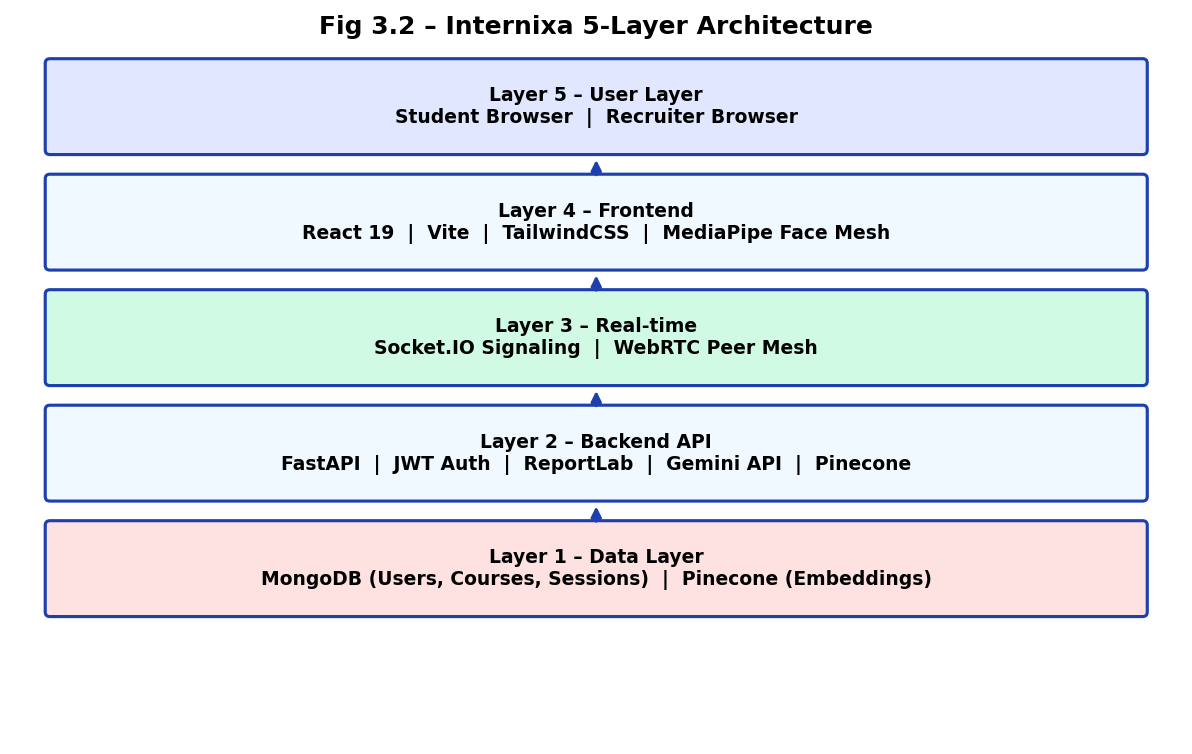 Fig 3.2 – Internixa 5-Layer Architecture
Layer 5 – User Layer
Student Browser | Recruiter Browser
Layer 4 – Frontend
React 19 | Vite | TailwindCSS | MediaPipe Face Mesh
Layer 3 – Real-time
Socket.IO Signaling | WebRTC Peer Mesh
Layer 2 – Backend API
FastAPI | JWT Auth | ReportLab | Gemini API | Pinecone
Layer 1 – Data Layer
MongoDB (Users, Courses, Sessions) | Pinecone (Embeddings)